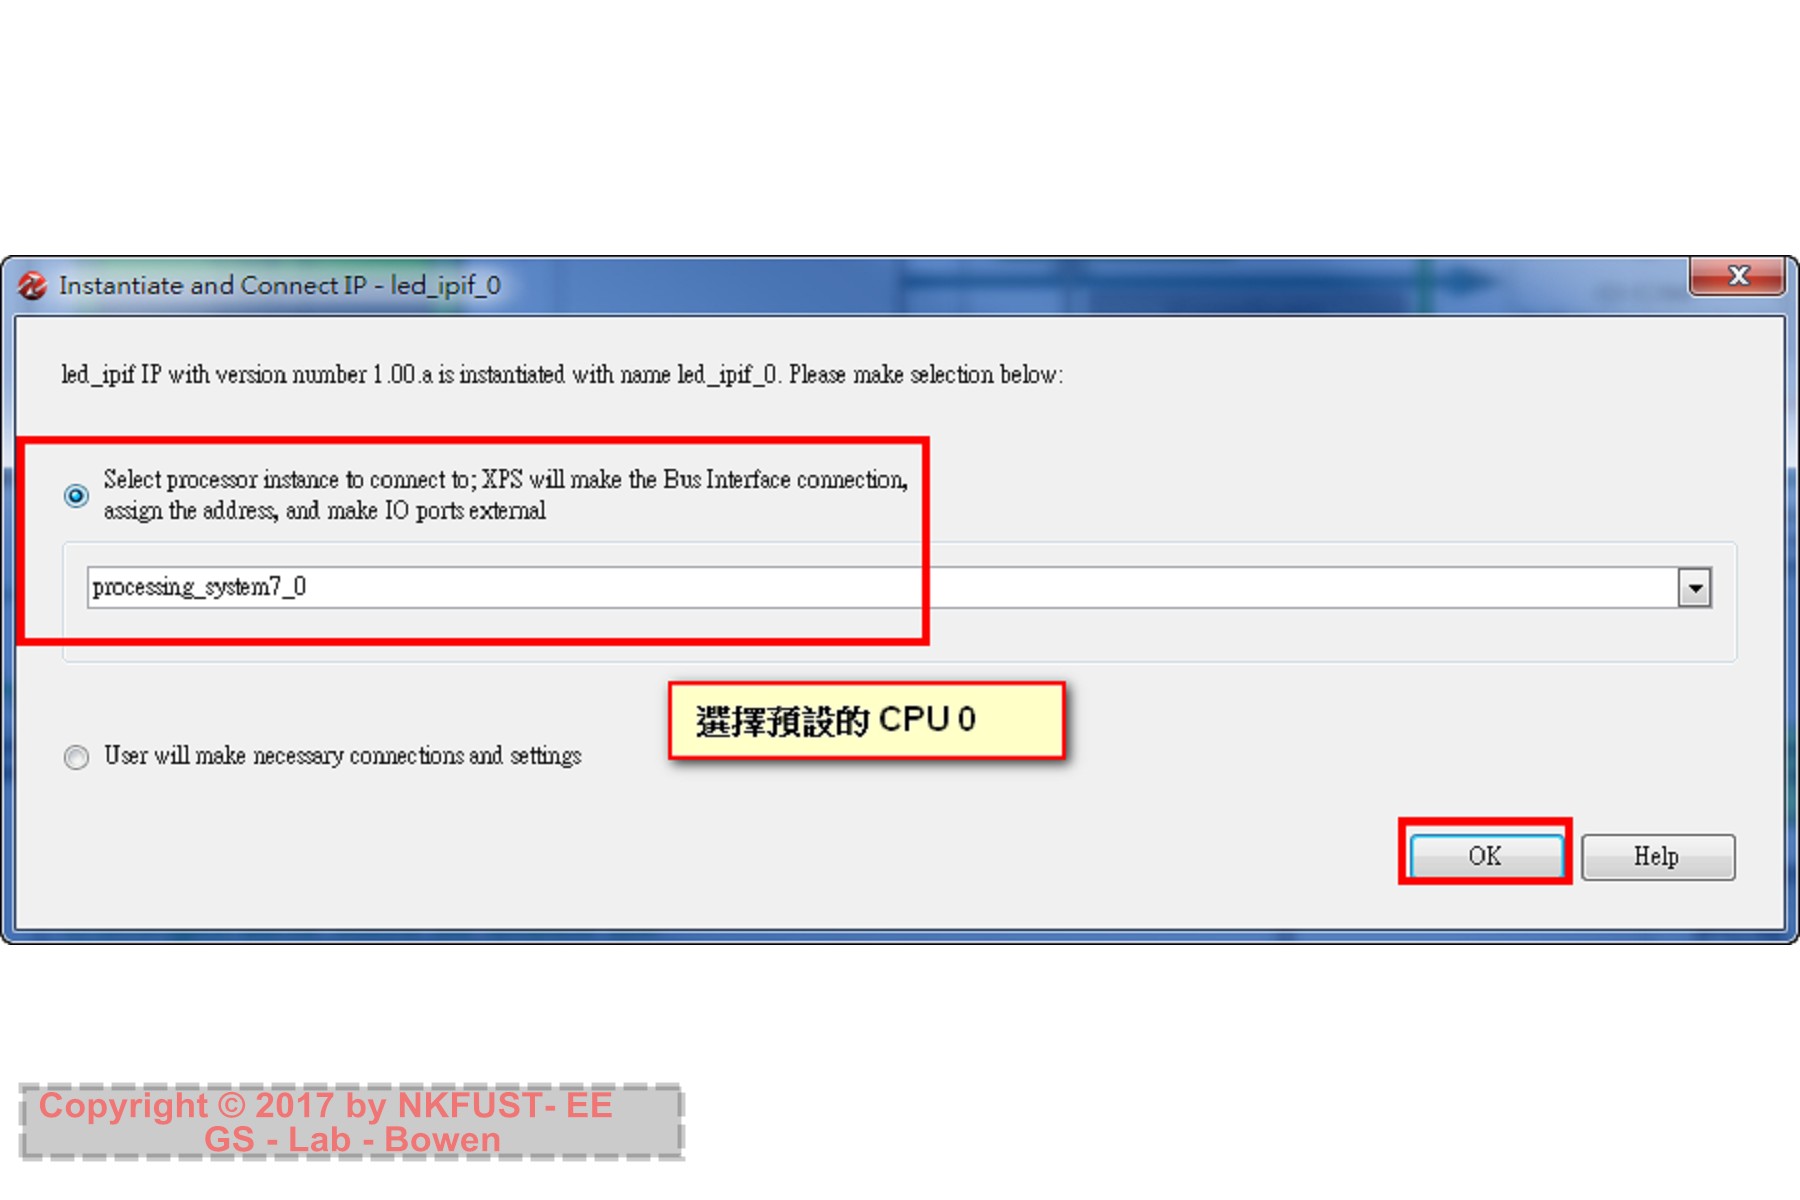 Instantiate and Connect IP - led_ipif_0
X
led_ipif IP with version number 1.00.a is instantiated with name led_ipif_0. Please make selection below:
Select processor instance to connect to; XPS will make the Bus Interface connection,
assign the address, and make IO ports external
processing_system7_0
選擇預設的 CPU 0
User will make necessary connections and settings
OK
Help
Copyright © 2017 by NKFUST- EE
GS - Lab - Bowen